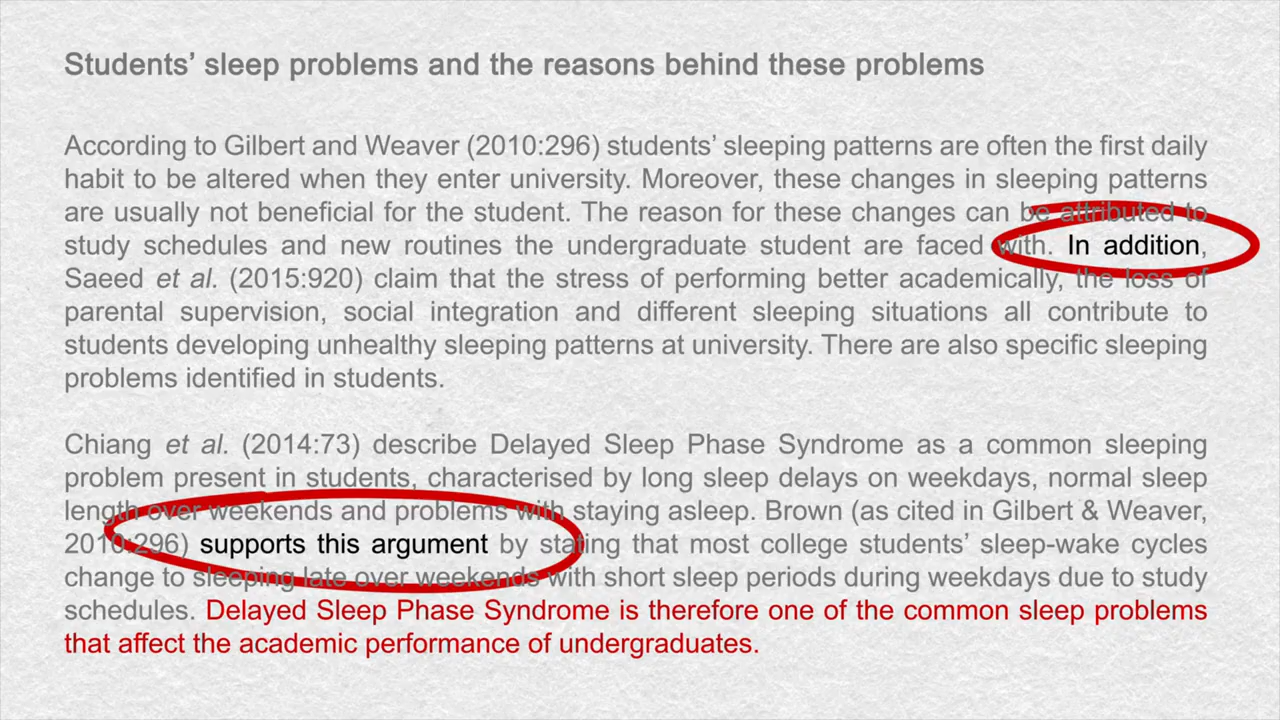 Students’ sleep problems and the reasons behind these problems
According to Gilbert and Weaver (2010:296) students’ sleeping patterns are often the first daily
habit to be altered when they enter university. Moreover, these changes in sleeping patterns
are usually not beneficial for the student. The reason for these changes can be attributed to
study schedules and new routines the undergraduate student are faced with. In addition,
Saeed et al. (2015:920) claim that the stress of performing better academically, the loss of
parental supervision, social integration and different sleeping situations all contribute to
students developing unhealthy sleeping patterns at university. There are also specific sleeping
problems identified in students.
Chiang et al. (2014:73) describe Delayed Sleep Phase Syndrome as a common sleeping
problem present in students, characterised by long sleep delays on weekdays, normal sleep
length over weekends and problems with staying asleep. Brown (as cited in Gilbert & Weaver,
2010:296) supports this argument by stating that most college students’ sleep-wake cycles
change to sleeping late over weekends with short sleep periods during weekdays due to study
schedules. Delayed Sleep Phase Syndrome is therefore one of the common sleep problems
that affect the academic performance of undergraduates.